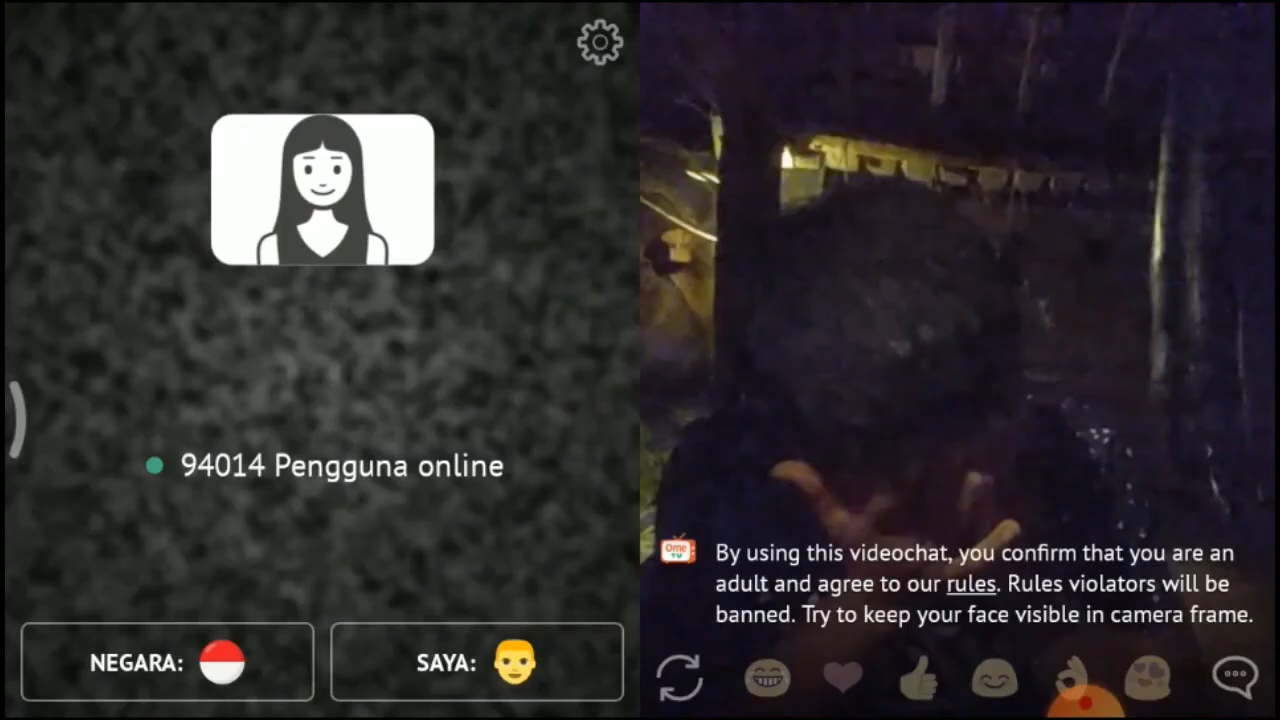 94014 Pengguna online
NEGARA:
SAYA:
Ome
TV
By using this videochat, you confirm that you are an
adult and agree to our rules. Rules violators will be
banned. Try to keep your face visible in camera frame.